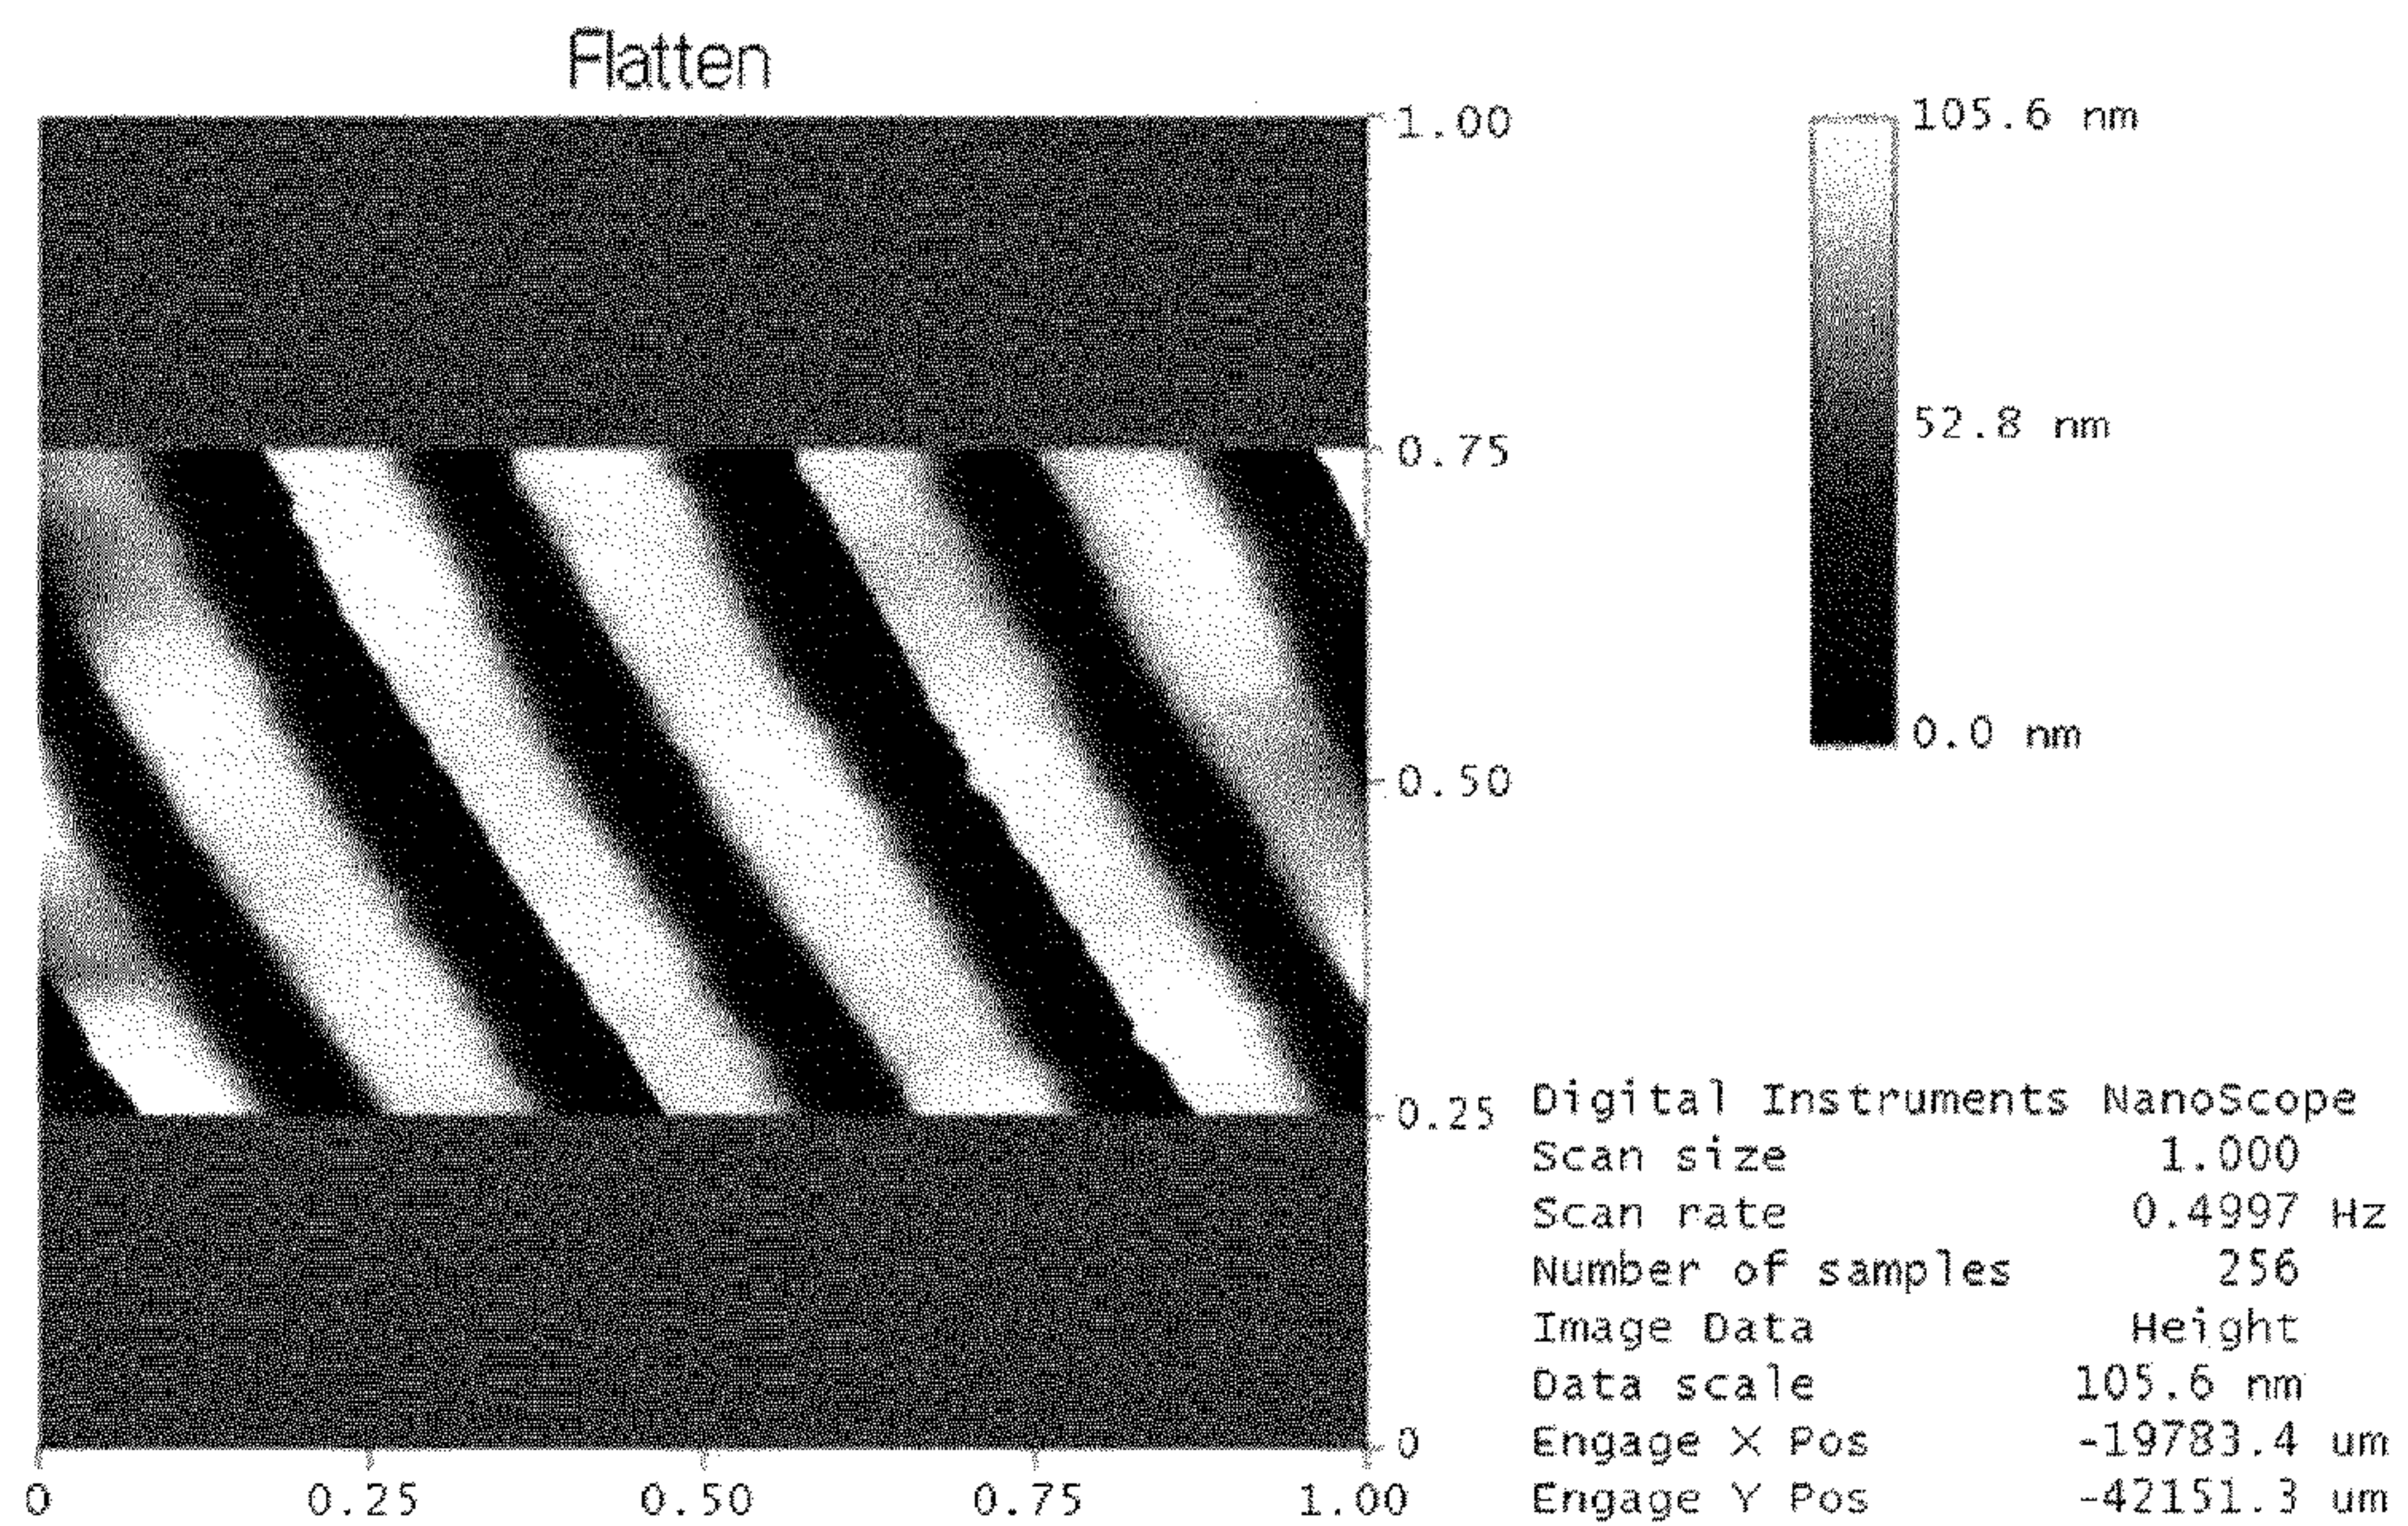 Flatten
1.00
0.75
0.50
0.25
0
0 0.25 0.50 0.75 1.00
105.6 nm
52.8 nm
0.0 nm
Digital Instruments NanoScope
Scan size 1.000
Scan rate 0.4997 Hz
Number of samples 256
Image Data Height
Data scale 105.6 nm
Engage X Pos -19783.4 um
Engage Y Pos -42151.3 um